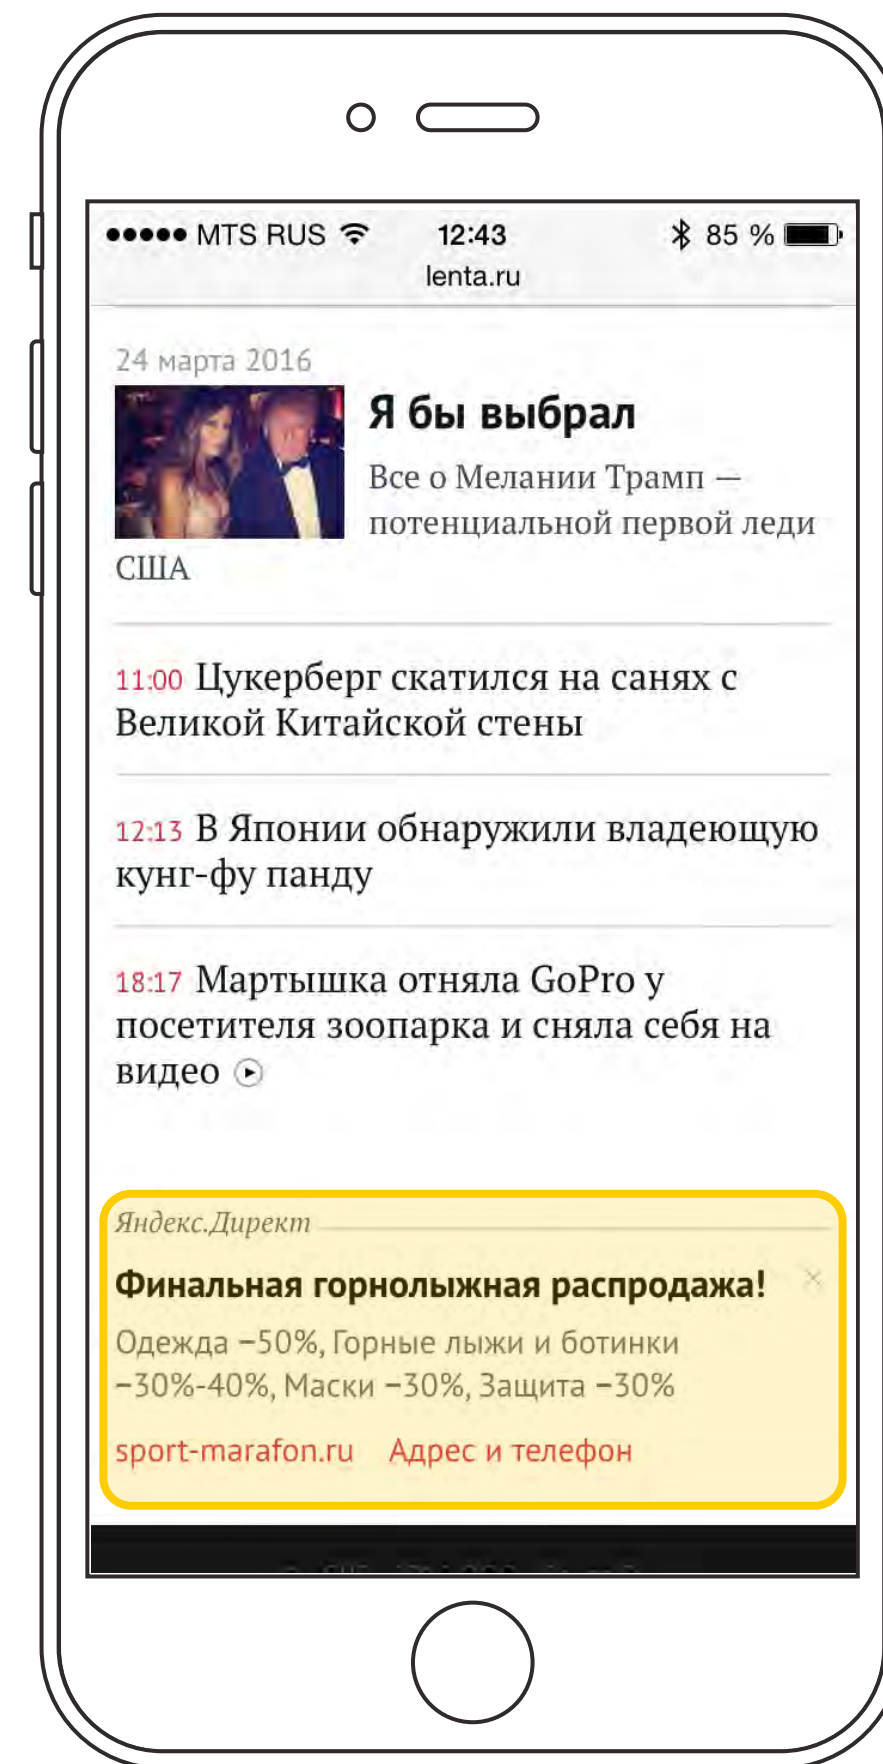 MTS RUS 12:43 85 %
lenta.ru
24 марта 2016
Я бы выбрал
Все о Мелании Трамп —
потенциальной первой леди
США
11:00 Цукерберг скатился на санях с
Великой Китайской стены
12:13 В Японии обнаружили владеющую
кунг-фу панду
18:17 Мартышка отняла GoPro у
посетителя зоопарка и сняла себя на
видео
Яндекс.Директ
Финальная горнолыжная распродажа!
Одежда –50%, Горные лыжи и ботинки
–30%-40%, Маски –30%, Защита –30%
sport-marafon.ru Адрес и телефон